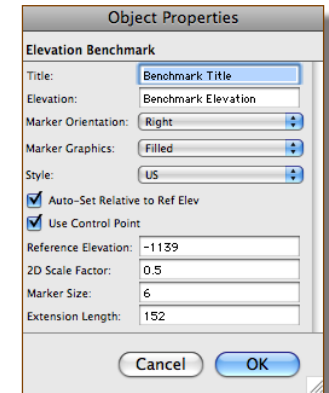 Object Properties
Elevation Benchmark
Title: Benchmark Title
Elevation: Benchmark Elevation
Marker Orientation: Right
Marker Graphics: Filled
Style: US
Auto-Set Relative to Ref Elev
Use Control Point
Reference Elevation: -1139
2D Scale Factor: 0.5
Marker Size: 6
Extension Length: 152
Cancel OK